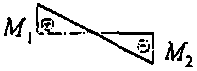 M₁ ⊕
⊖ M₂